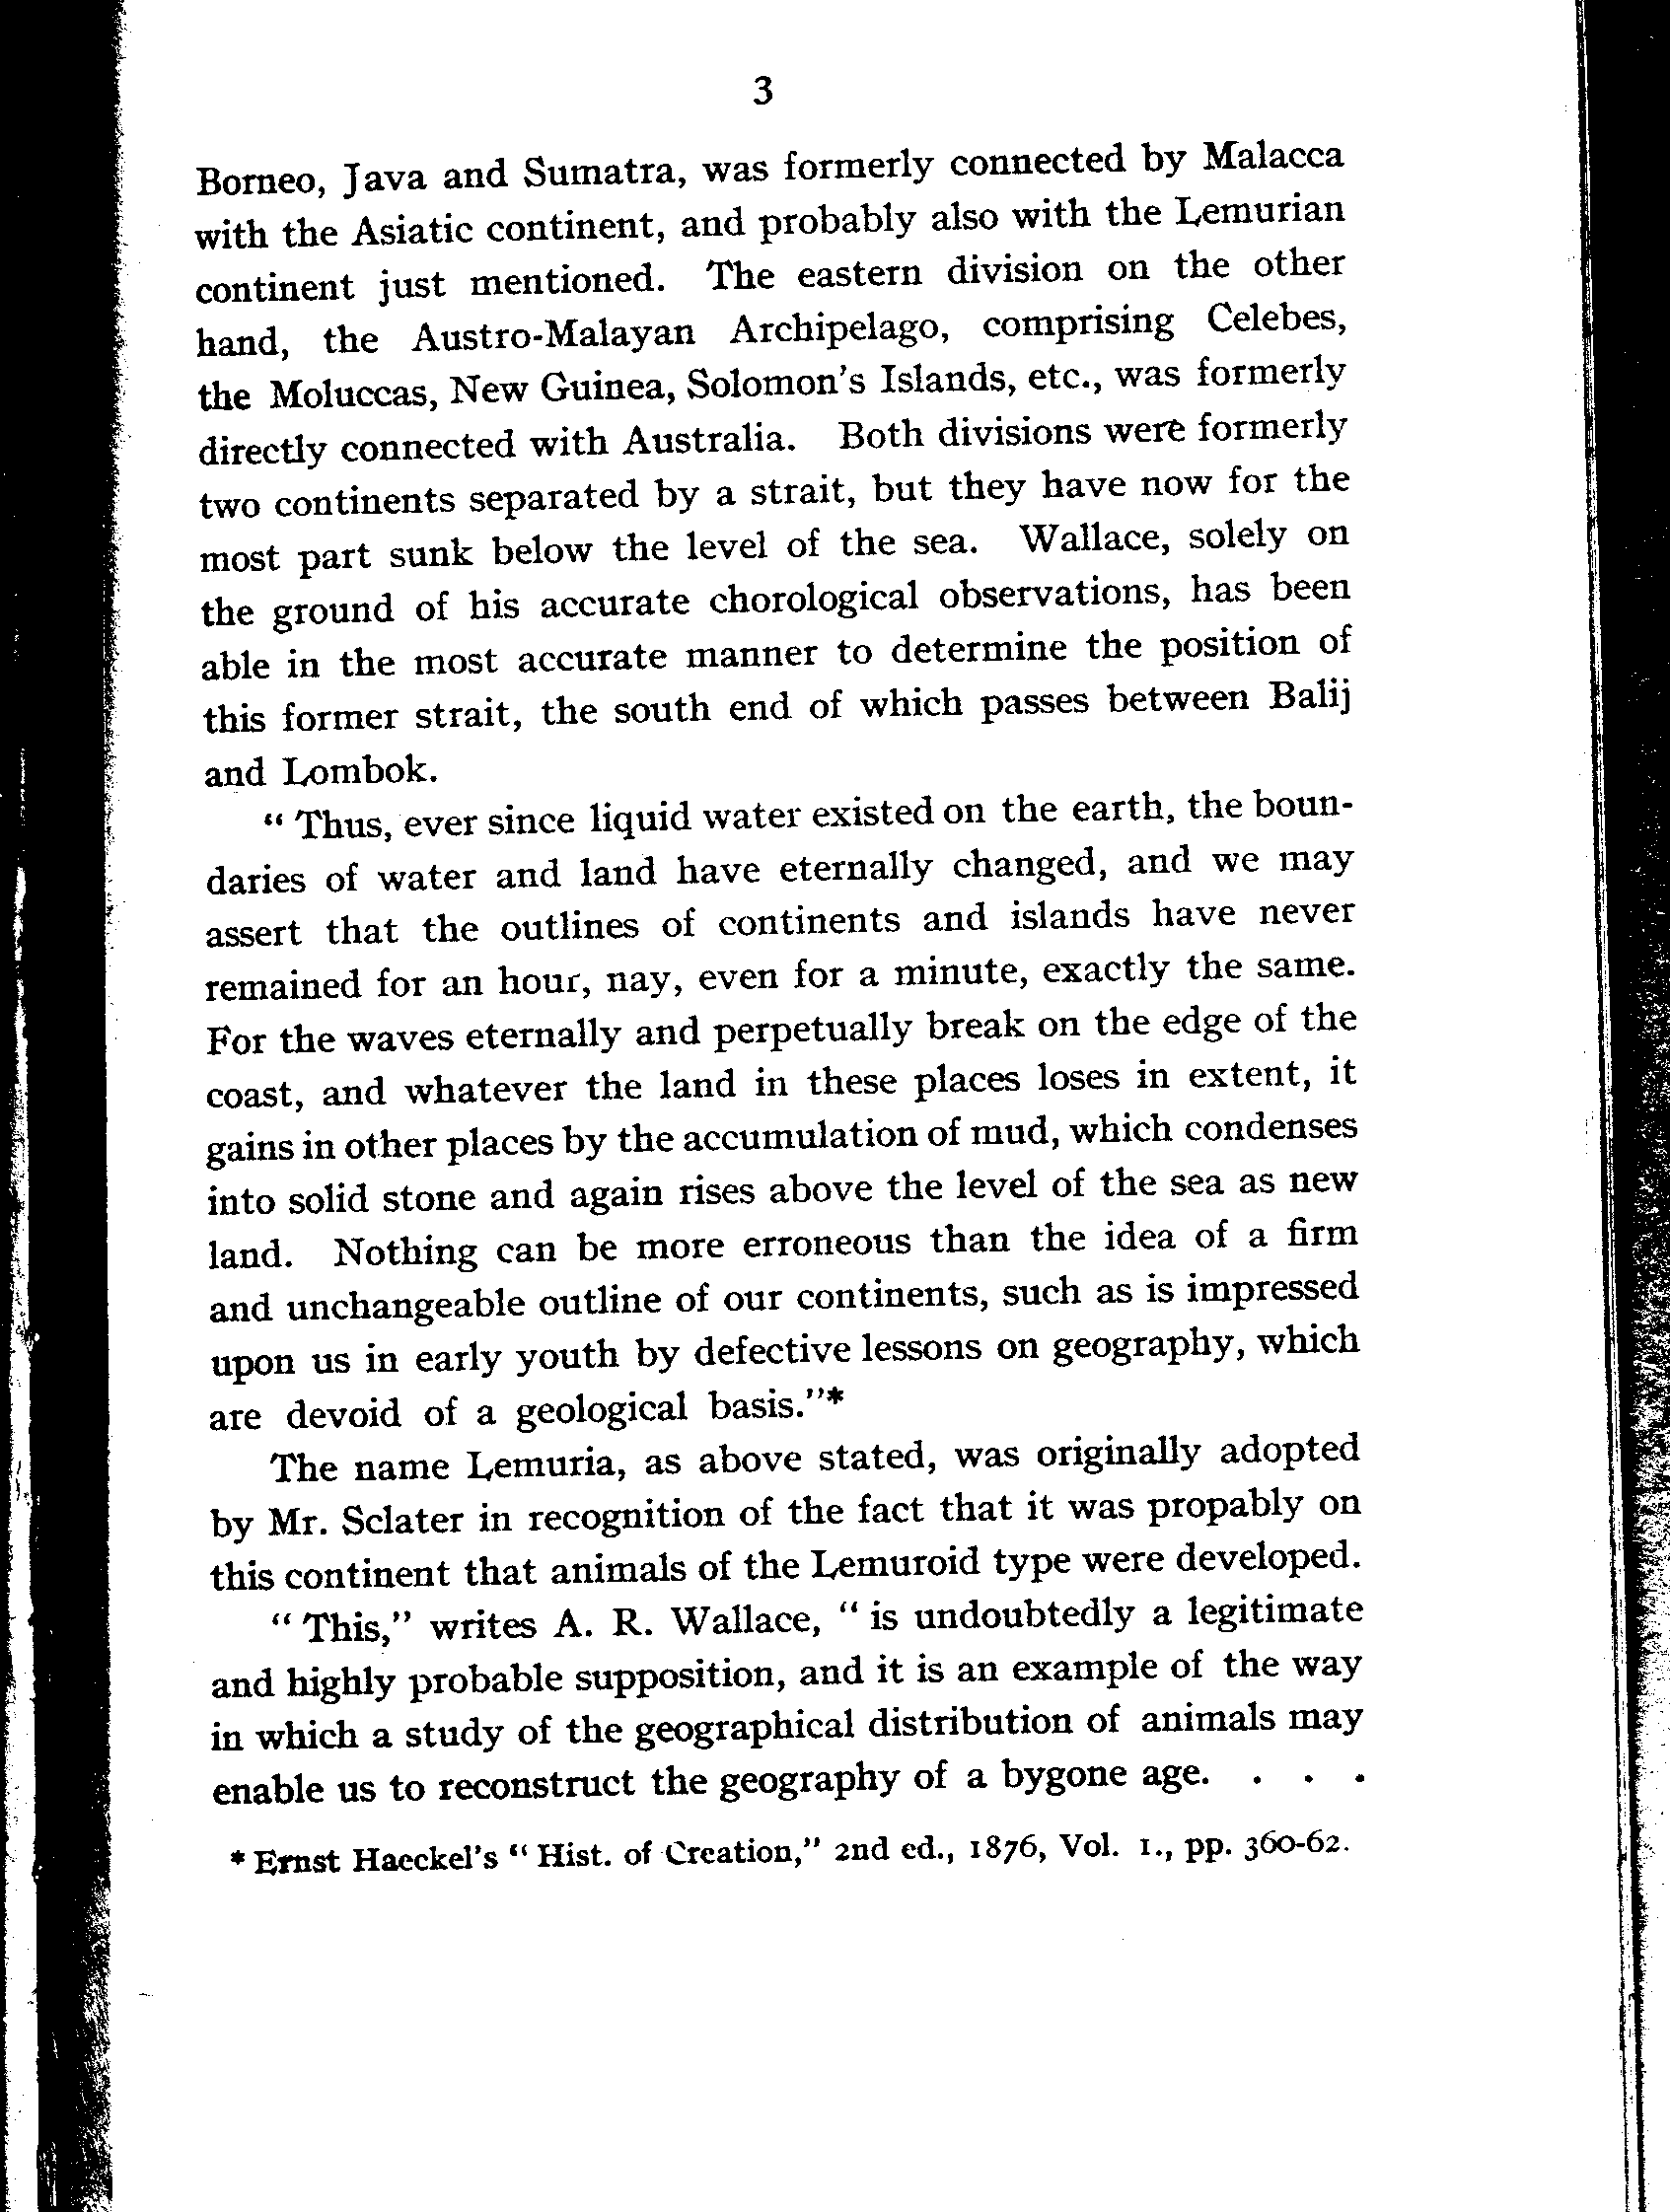 3
Borneo, Java and Sumatra, was formerly connected by Malacca
with the Asiatic continent, and probably also with the Lemurian
continent just mentioned. The eastern division on the other
hand, the Austro-Malayan Archipelago, comprising Celebes,
the Moluccas, New Guinea, Solomon's Islands, etc., was formerly
directly connected with Australia. Both divisions were formerly
two continents separated by a strait, but they have now for the
most part sunk below the level of the sea. Wallace, solely on
the ground of his accurate chorological observations, has been
able in the most accurate manner to determine the position of
this former strait, the south end of which passes between Balij
and Lombok.
“ Thus, ever since liquid water existed on the earth, the boun-
daries of water and land have eternally changed, and we may
assert that the outlines of continents and islands have never
remained for an hour, nay, even for a minute, exactly the same.
For the waves eternally and perpetually break on the edge of the
coast, and whatever the land in these places loses in extent, it
gains in other places by the accumulation of mud, which condenses
into solid stone and again rises above the level of the sea as new
land. Nothing can be more erroneous than the idea of a firm
and unchangeable outline of our continents, such as is impressed
upon us in early youth by defective lessons on geography, which
are devoid of a geological basis.”*
The name Lemuria, as above stated, was originally adopted
by Mr. Sclater in recognition of the fact that it was propably on
this continent that animals of the Lemuroid type were developed.
“ This,” writes A. R. Wallace, “ is undoubtedly a legitimate
and highly probable supposition, and it is an example of the way
in which a study of the geographical distribution of animals may
enable us to reconstruct the geography of a bygone age. . . .
* Ernst Haeckel's “ Hist. of Creation,” 2nd ed., 1876, Vol. I., pp. 360-62.